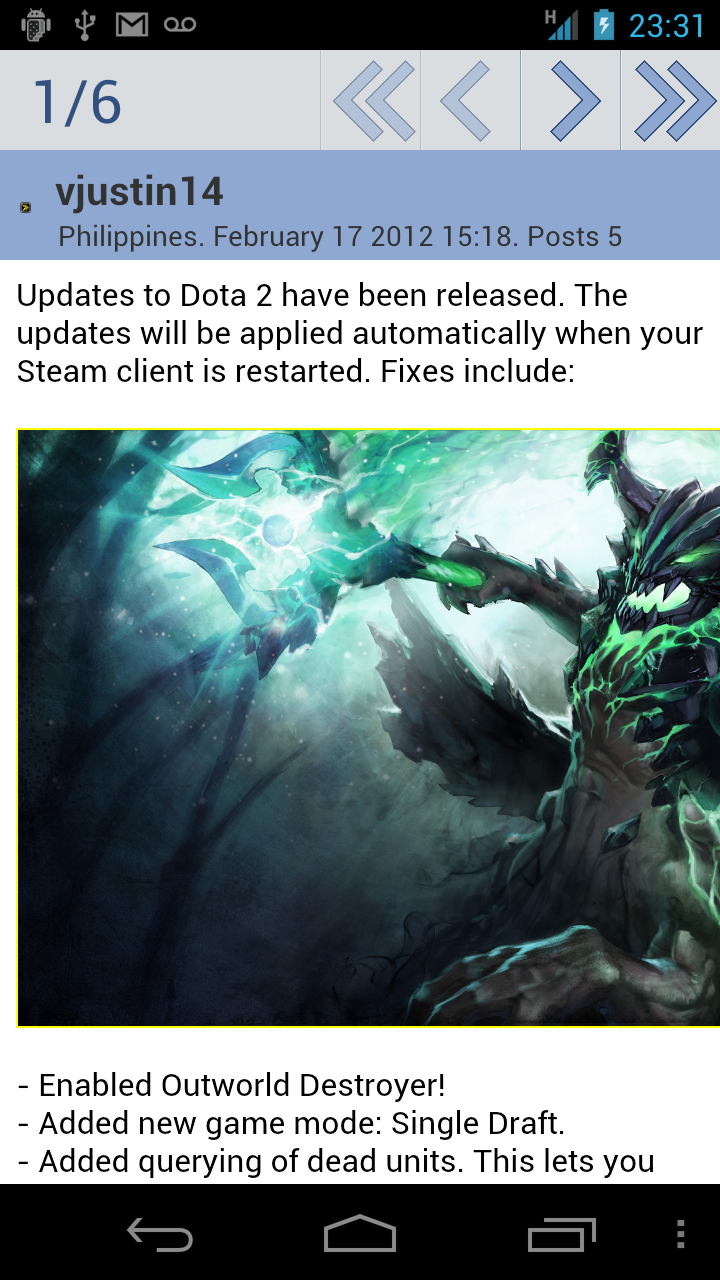 H 23:31
1/6
vjustin14
Philippines. February 17 2012 15:18. Posts 5
Updates to Dota 2 have been released. The
updates will be applied automatically when your
Steam client is restarted. Fixes include:
- Enabled Outworld Destroyer!
- Added new game mode: Single Draft.
- Added querying of dead units. This lets you